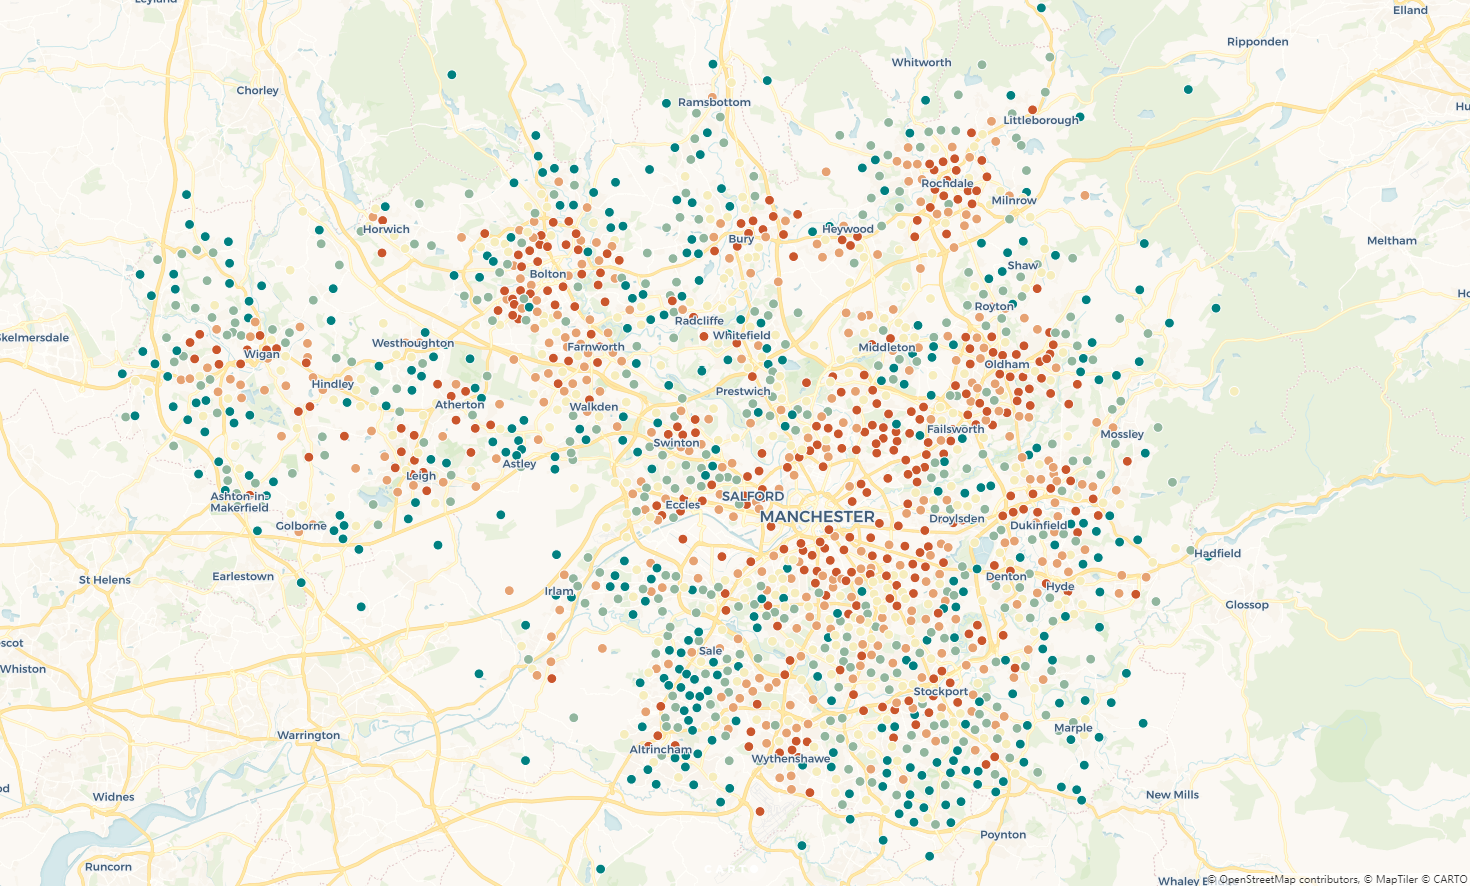 Elland
Ripponden
Whitworth
Chorley
Ramsbottom
Littleborough
Rochdale
Milnrow
Horwich
Heywood
Bury
Meltham
Shaw
Bolton
Royton
Radcliffe
Skelmersdale
Whitefield
Westhoughton
Farnworth
Middleton
Wigan
Oldham
Hindley
Prestwich
Atherton
Walkden
Failsworth
Mossley
Swinton
Astley
Leigh
Ashton-in-
Makerfield
SALFORD
Eccles
MANCHESTER
Droylsden
Dukinfield
Golborne
Hadfield
St Helens
Earlestown
Denton
Hyde
Irlam
Glossop
Sale
Whiston
Stockport
Marple
Warrington
Altrincham
Wythenshawe
Widnes
New Mills
Poynton
Runcorn
CARTO
© OpenStreetMap contributors, © MapTiler © CARTO